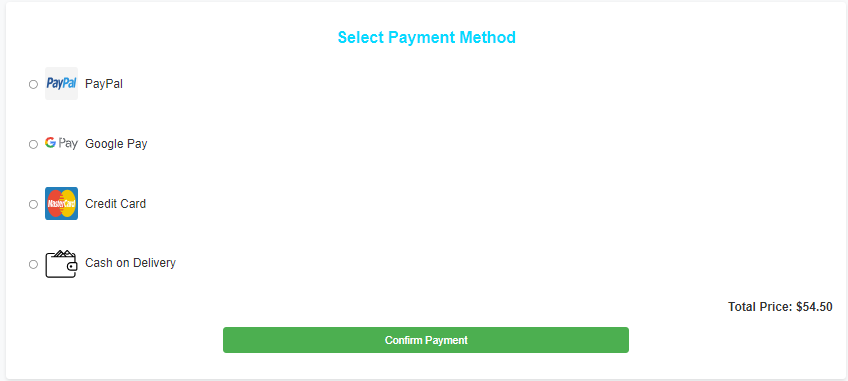 Select Payment Method
PayPal PayPal
G Pay Google Pay
MasterCard Credit Card
Cash on Delivery
Total Price: $54.50
Confirm Payment